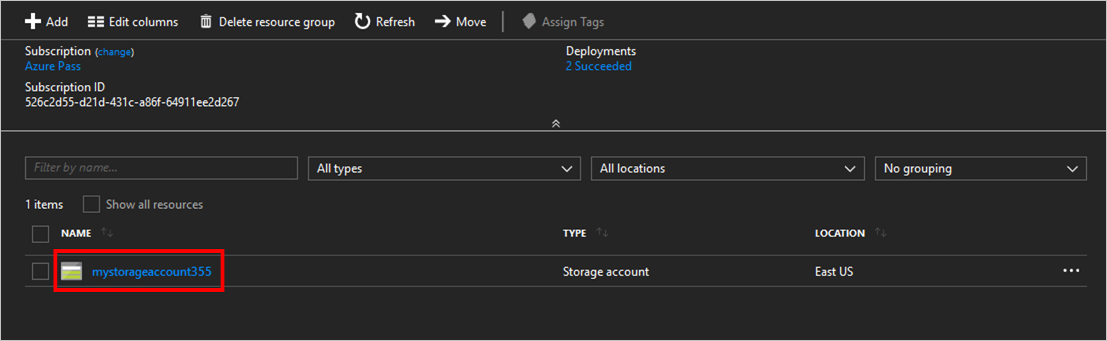 Add Edit columns Delete resource group Refresh Move Assign Tags
Subscription (change) Deployments
Azure Pass 2 Succeeded
Subscription ID
526c2d55-d21d-431c-a86f-64911ee2d267
Filter by name... All types All locations No grouping
1 items Show all resources
NAME TYPE LOCATION
mystorageaccount355 Storage account East US